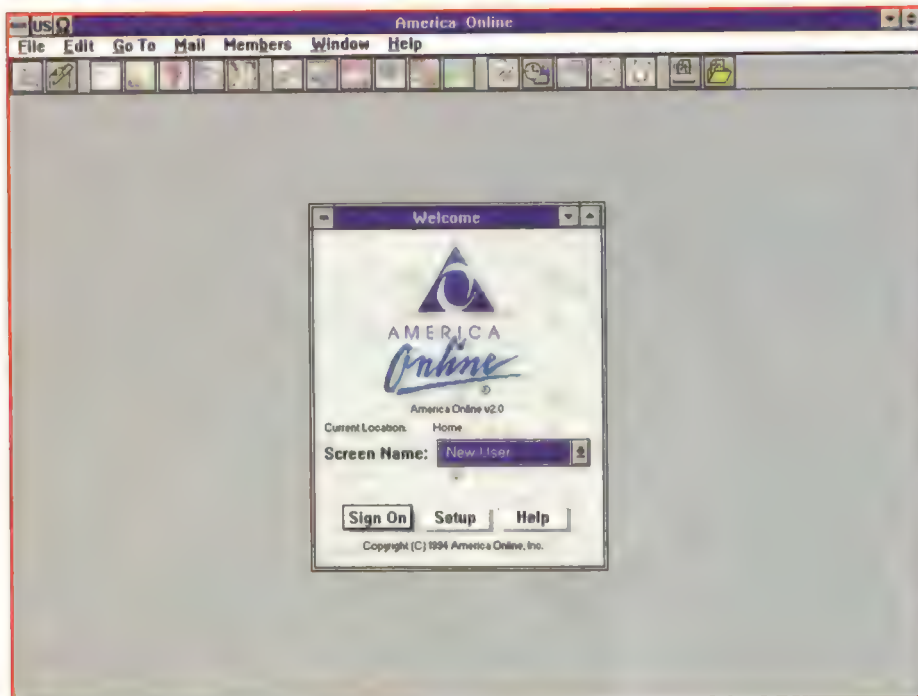 US America Online
File Edit Go To Mail Members Window Help
Welcome
AMERICA
Online
®
America Online v2.0
Current Location: Home
Screen Name: New User
Sign On Setup Help
Copyright (C) 1994 America Online, Inc.